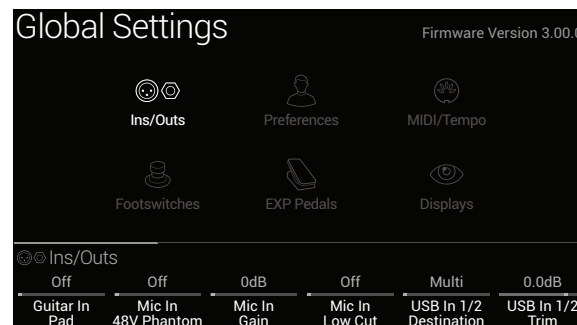 Global Settings
Firmware Version 3.00.0
Ins/Outs Preferences MIDI/Tempo
Footswitches EXP Pedals Displays
Ins/Outs
Off Off 0dB Off Multi 0.0dB
Guitar In Mic In Mic In Mic In USB In 1/2 USB In 1/2
Pad 48V Phantom Gain Low Cut Destination Trim